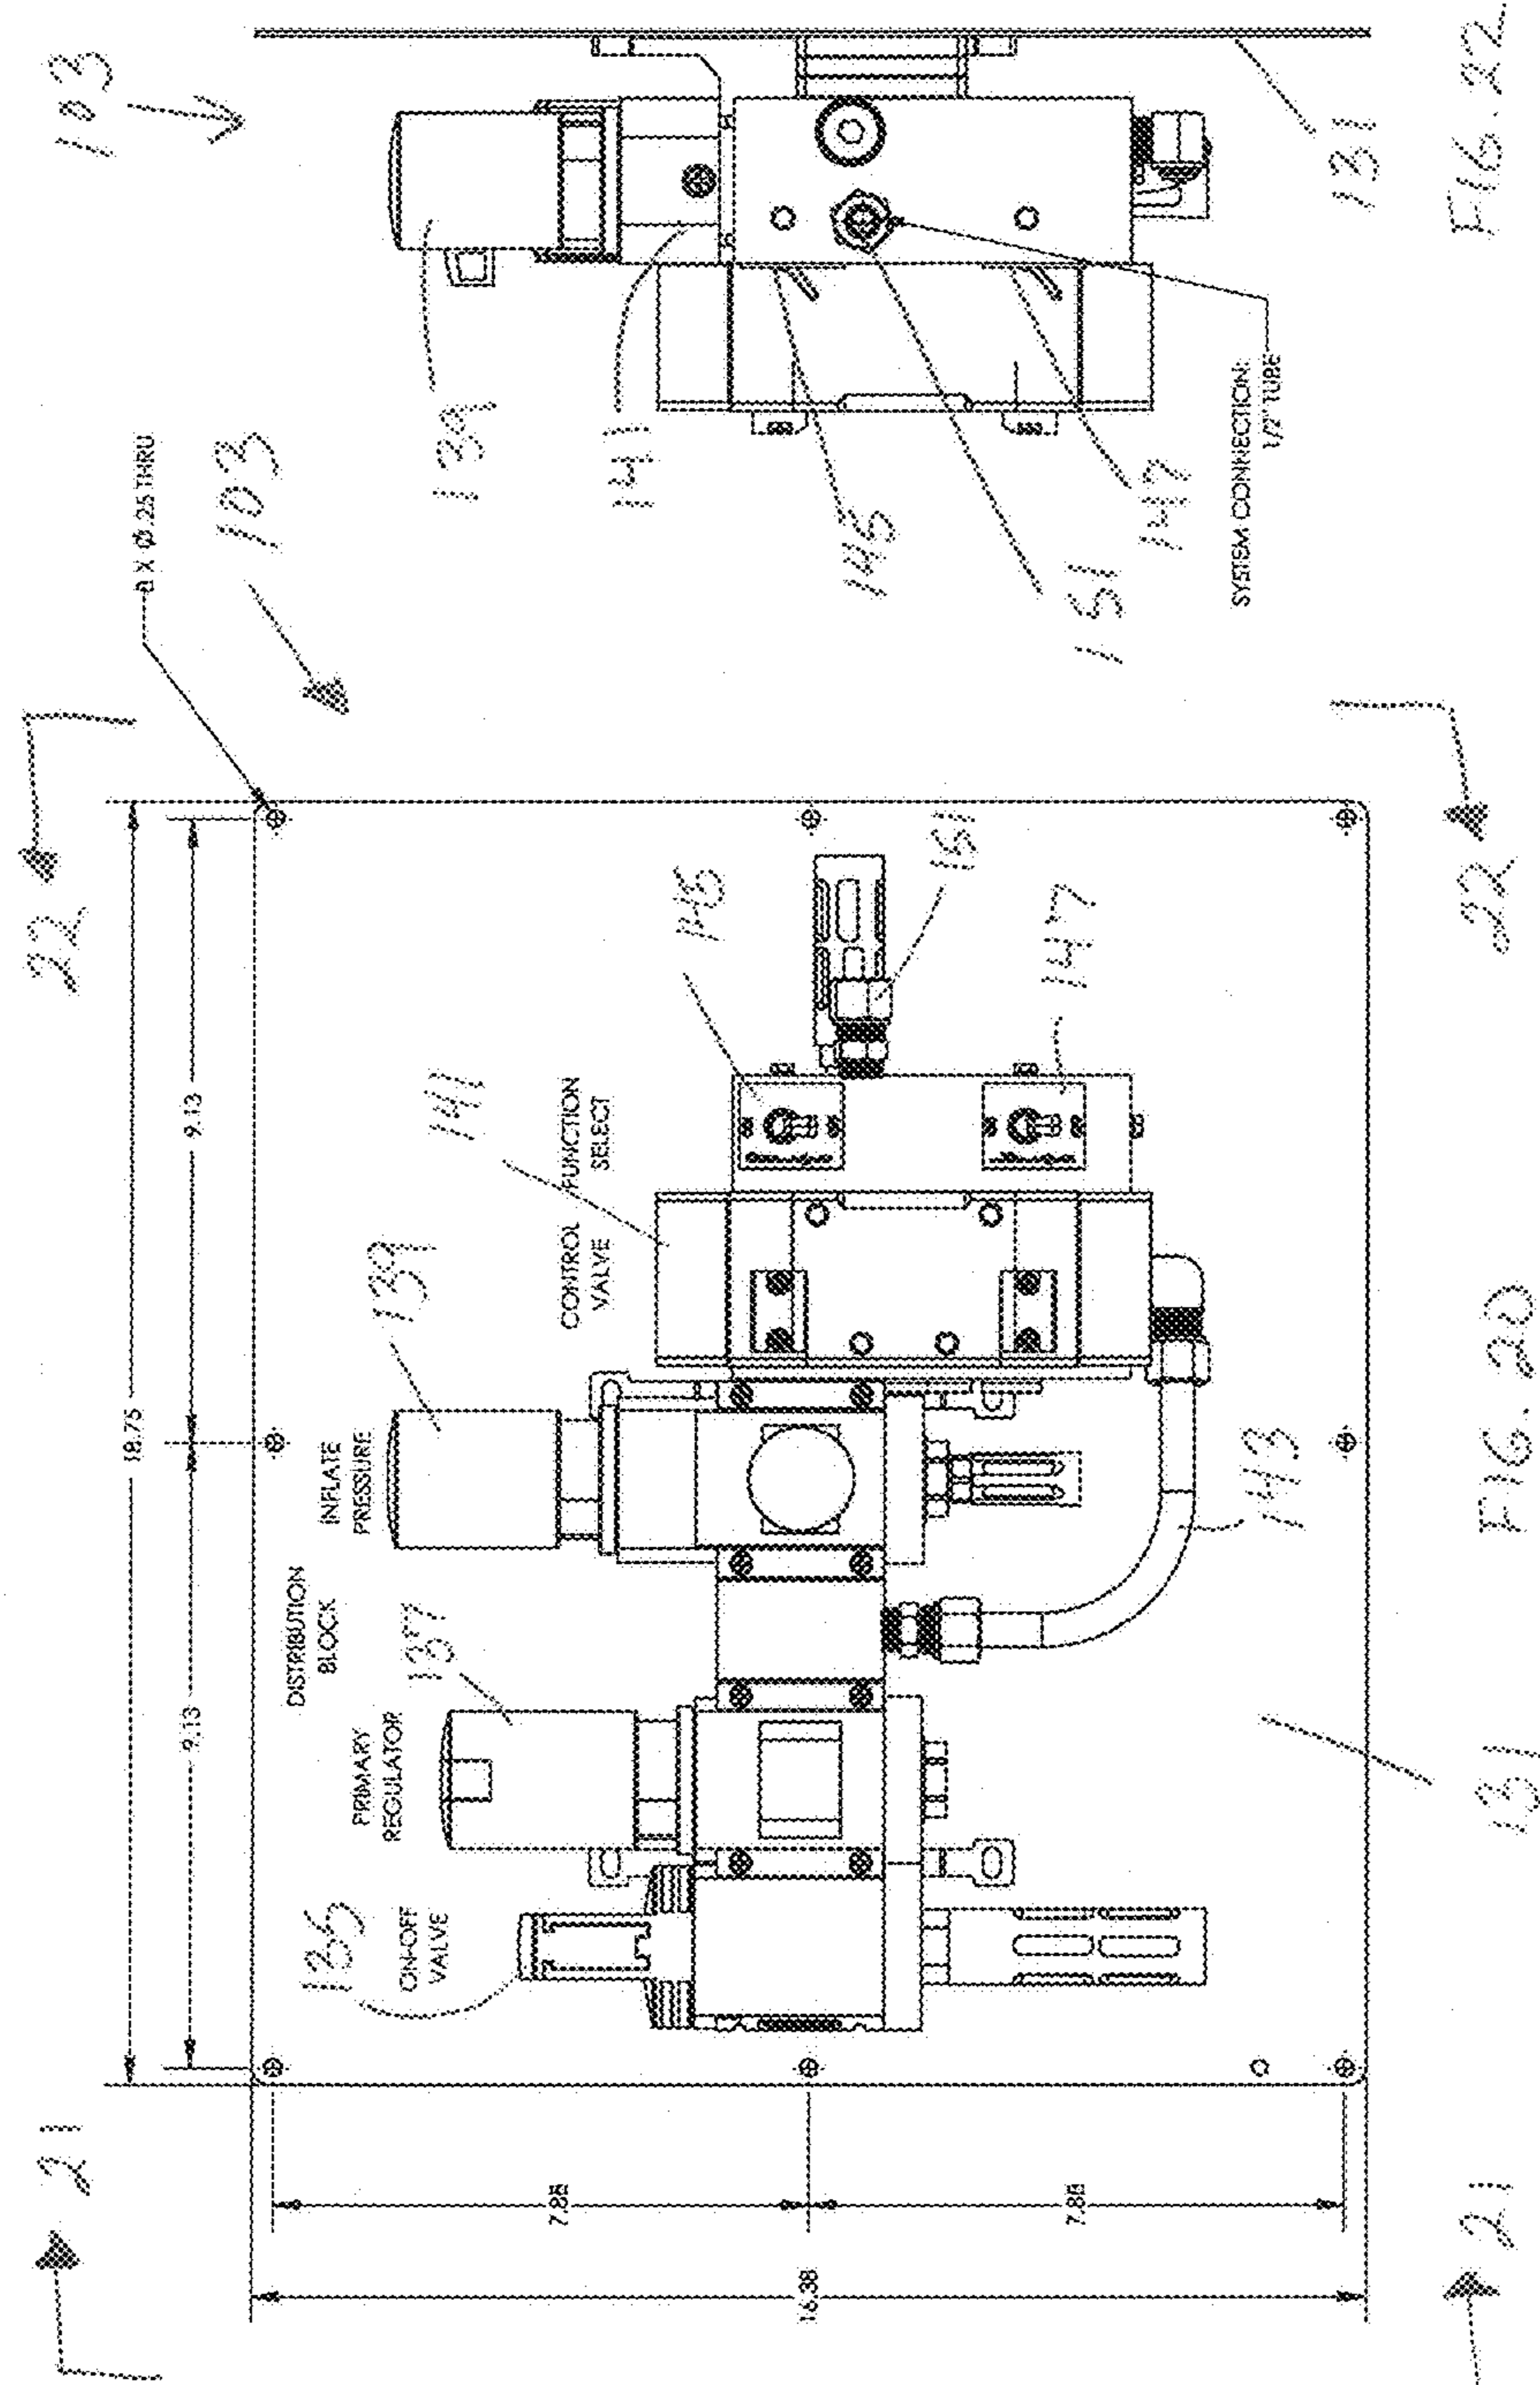 103
139
141
145
151
147
SYSTEM CONNECTION:
1/2" TUBE
131
FIG. 22
8 X Ø .25 THRU
103
22
22
18.75
9.13
9.13
145
151
147
141
CONTROL
VALVE
FUNCTION
SELECT
139
INFLATE
PRESSURE
DISTRIBUTION
BLOCK
137
PRIMARY
REGULATOR
135
ON-OFF
VALVE
143
131
FIG. 20
21
21
7.88
7.88
16.38